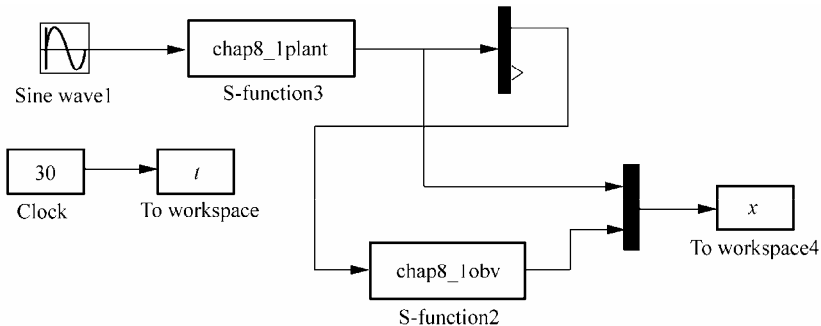 chap8_1plant
Sine wave1
S-function3
30
t
Clock
To workspace
x
To workspace4
chap8_1obv
S-function2